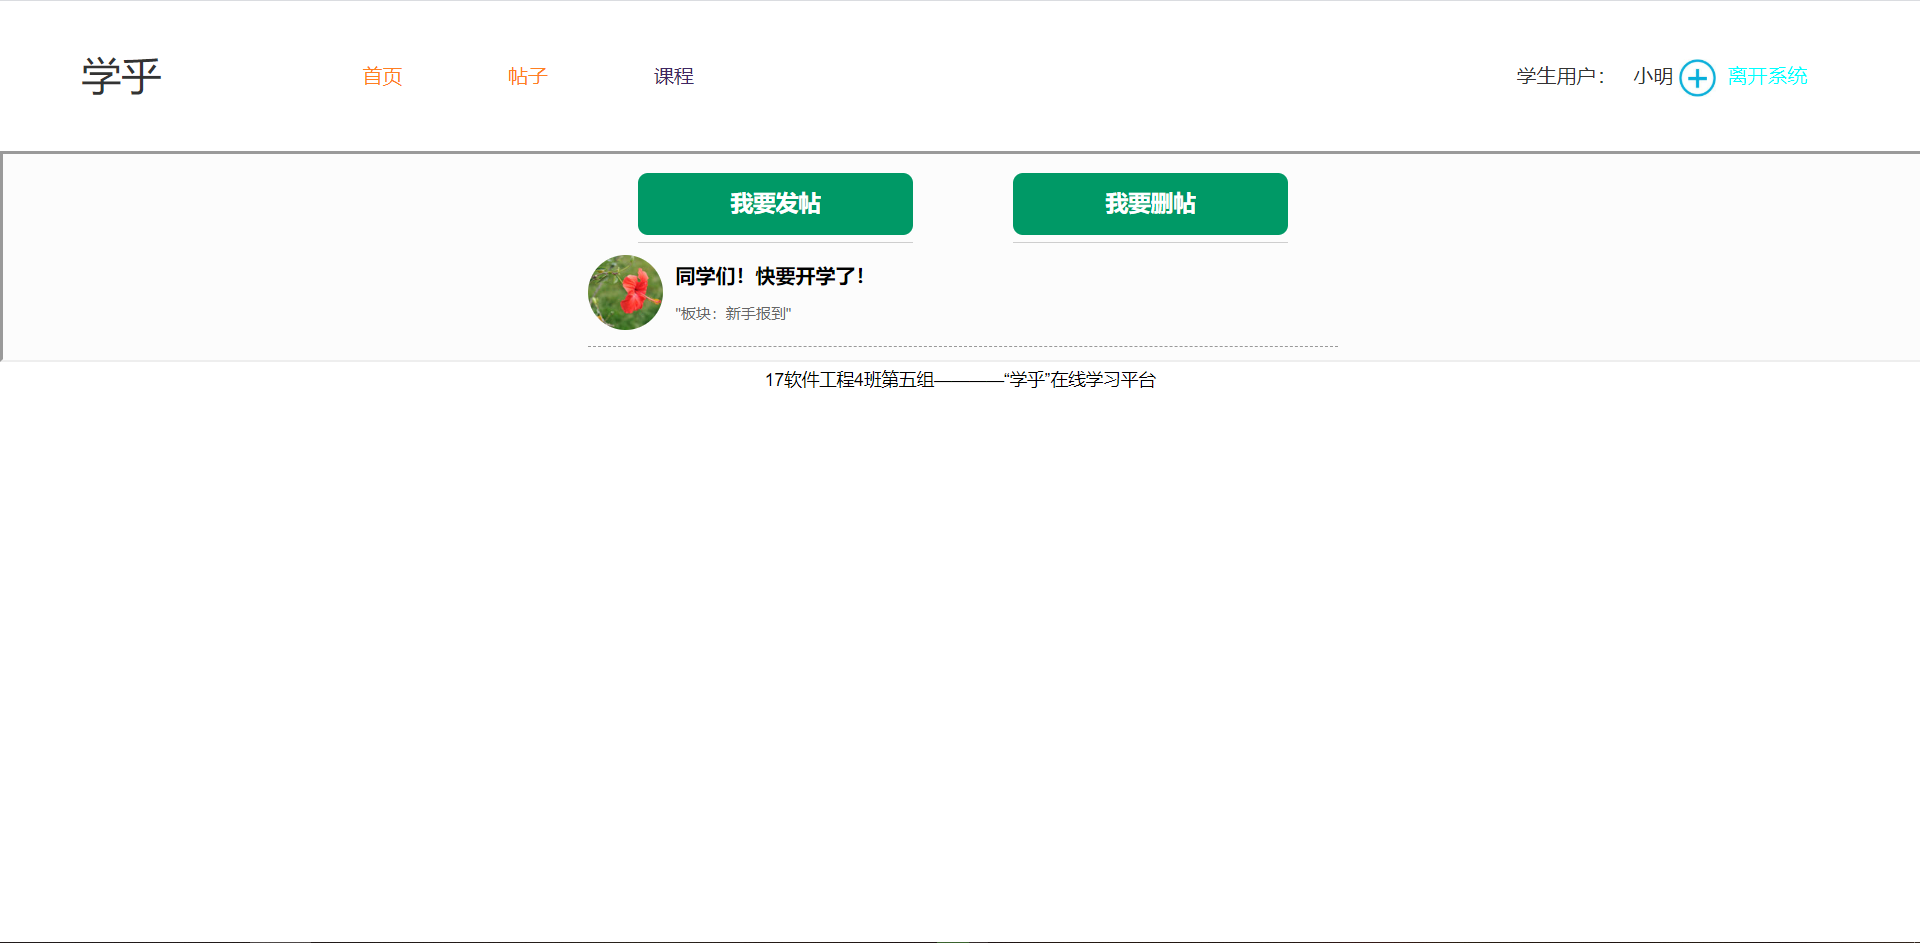 学乎 首页 帖子 课程 学生用户： 小明 离开系统
我要发帖 我要删帖
同学们！快要开学了！
"板块：新手报到"
17软件工程4班第五组————“学乎”在线学习平台